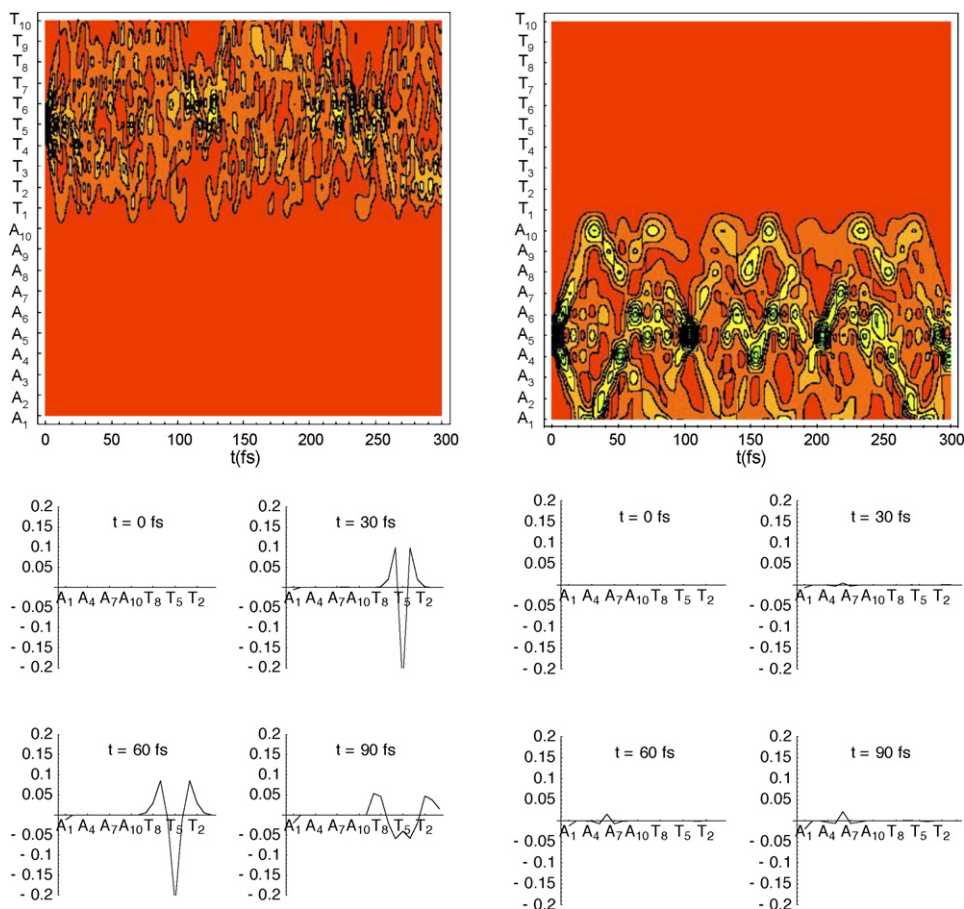 T10
T9
T8
T7
T6
T5
T4
T3
T2
T1
A10
A9
A8
A7
A6
A5
A4
A3
A2
A1
0 50 100 150 200 250 300
t(fs)
T10
T9
T8
T7
T6
T5
T4
T3
T2
T1
A10
A9
A8
A7
A6
A5
A4
A3
A2
A1
0 50 100 150 200 250 300
t(fs)
0.2
0.15
0.1
0.05
- 0.05
- 0.1
- 0.15
- 0.2
t = 0 fs
A1 A4 A7 A10 T8 T5 T2
0.2
0.15
0.1
0.05
- 0.05
- 0.1
- 0.15
- 0.2
t = 30 fs
A1 A4 A7 A10 T8 T5 T2
0.2
0.15
0.1
0.05
- 0.05
- 0.1
- 0.15
- 0.2
t = 0 fs
A1 A4 A7 A10 T8 T5 T2
0.2
0.15
0.1
0.05
- 0.05
- 0.1
- 0.15
- 0.2
t = 30 fs
A1 A4 A7 A10 T8 T5 T2
0.2
0.15
0.1
0.05
- 0.05
- 0.1
- 0.15
- 0.2
t = 60 fs
A1 A4 A7 A10 T8 T5 T2
0.2
0.15
0.1
0.05
- 0.05
- 0.1
- 0.15
- 0.2
t = 90 fs
A1 A4 A7 A10 T8 T5 T2
0.2
0.15
0.1
0.05
- 0.05
- 0.1
- 0.15
- 0.2
t = 60 fs
A1 A4 A7 A10 T8 T5 T2
0.2
0.15
0.1
0.05
- 0.05
- 0.1
- 0.15
- 0.2
t = 90 fs
A1 A4 A7 A10 T8 T5 T2